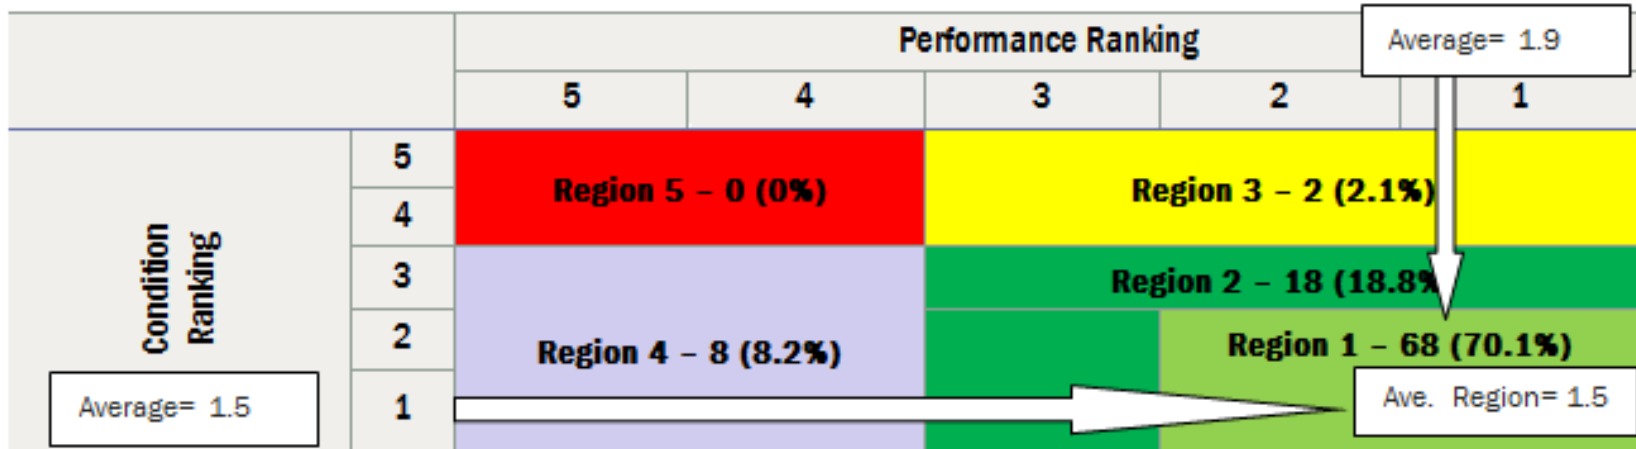 Performance Ranking
Average= 1.9
5 4 3 2 1
Condition
Ranking
5
4
3
2
1
Region 5 – 0 (0%)
Region 3 – 2 (2.1%)
Region 2 – 18 (18.8%
Region 4 – 8 (8.2%)
Region 1 – 68 (70.1%)
Average= 1.5
Ave. Region= 1.5